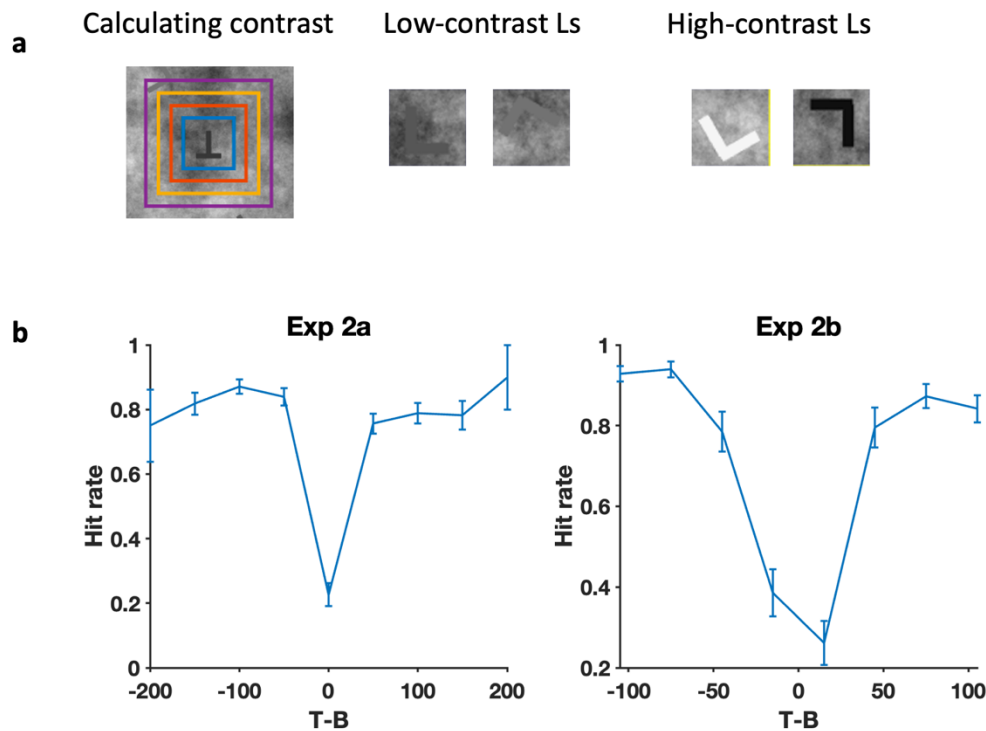 a
Calculating contrast
Low-contrast Ls
High-contrast Ls
b
Exp 2a
Hit rate
1
0.8
0.6
0.4
0.2
0
-200
-100
0
100
200
T-B
Exp 2b
Hit rate
1
0.8
0.6
0.4
0.2
-100
-50
0
50
100
T-B